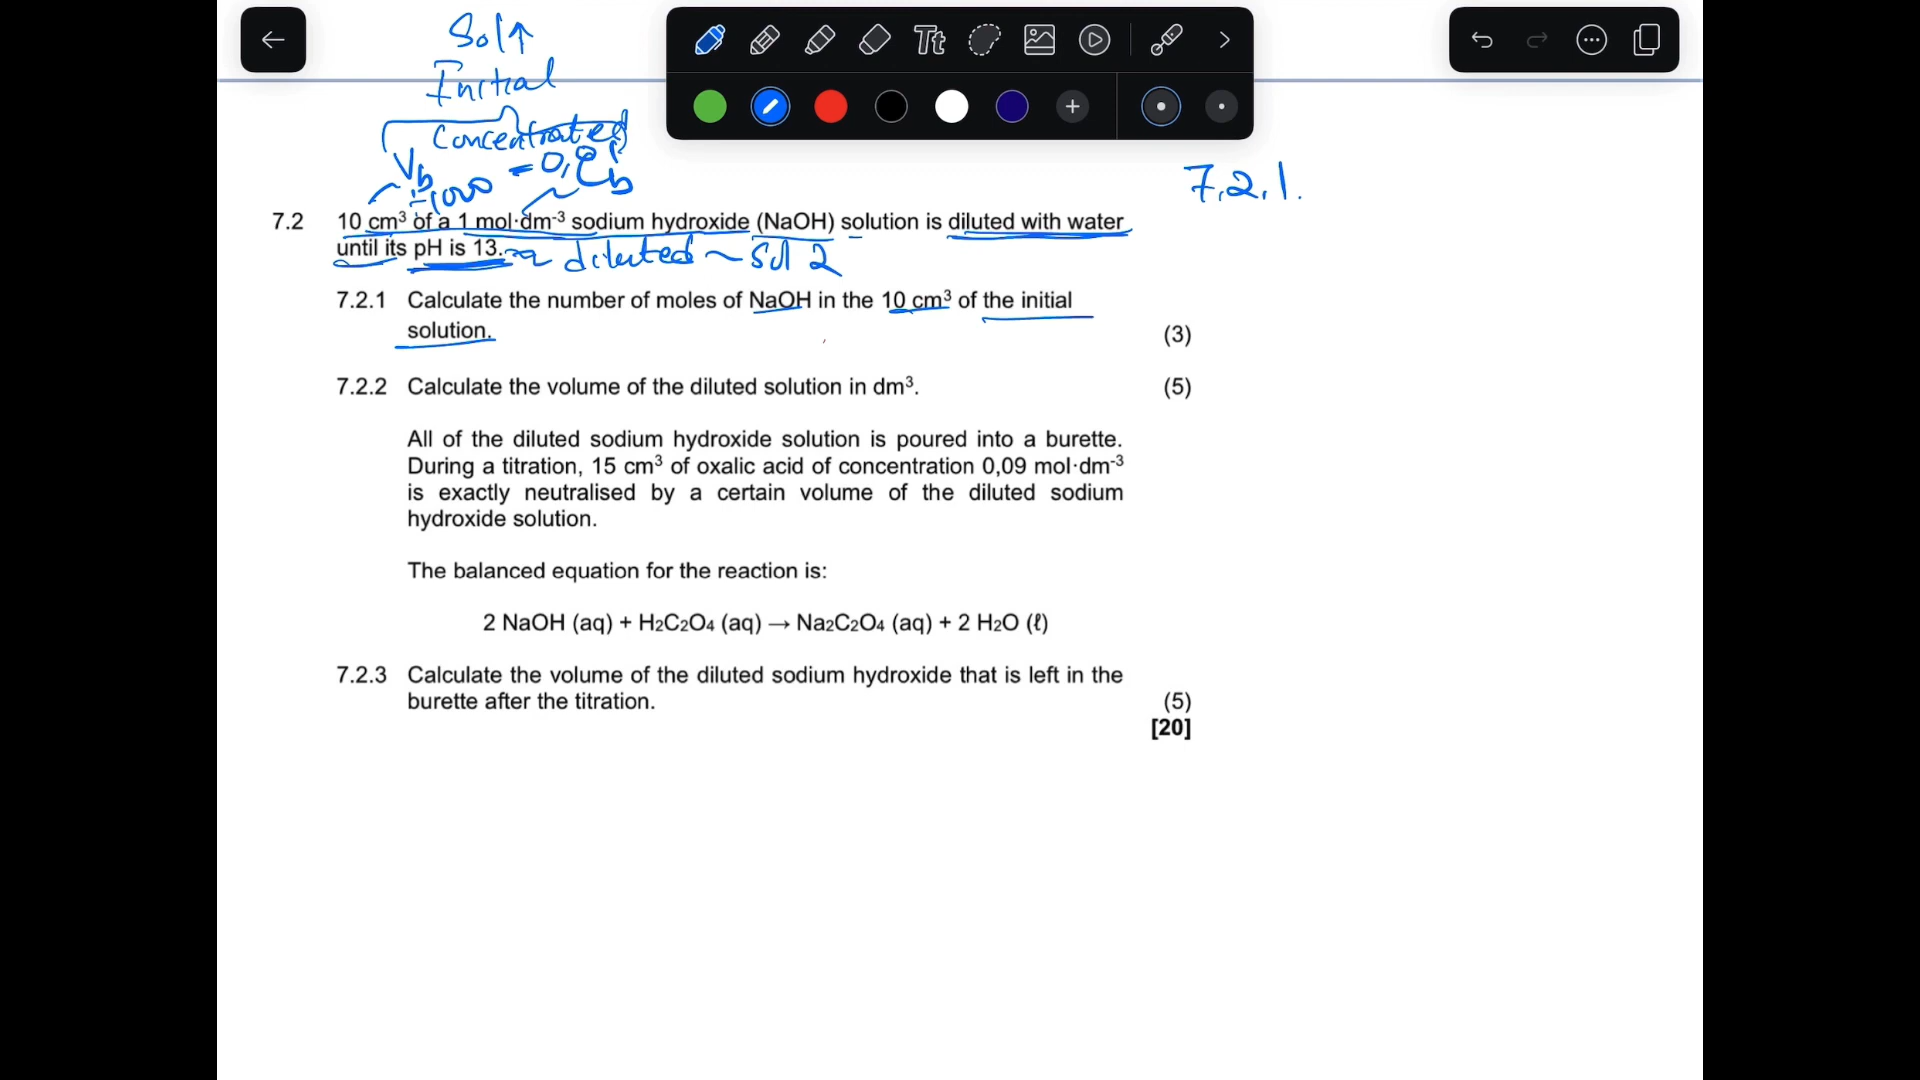 Sol 1
Initial
Concentrated
Vb = 0,01 Cb
÷1000
7.2.1.
7.2 10 cm³ of a 1 mol·dm⁻³ sodium hydroxide (NaOH) solution is diluted with water
until its pH is 13. ~ diluted ~ Sol 2
7.2.1 Calculate the number of moles of NaOH in the 10 cm³ of the initial
solution. (3)
7.2.2 Calculate the volume of the diluted solution in dm³. (5)
All of the diluted sodium hydroxide solution is poured into a burette.
During a titration, 15 cm³ of oxalic acid of concentration 0,09 mol·dm⁻³
is exactly neutralised by a certain volume of the diluted sodium
hydroxide solution.
The balanced equation for the reaction is:
2 NaOH (aq) + H₂C₂O₄ (aq) → Na₂C₂O₄ (aq) + 2 H₂O (ℓ)
7.2.3 Calculate the volume of the diluted sodium hydroxide that is left in the
burette after the titration. (5)
[20]